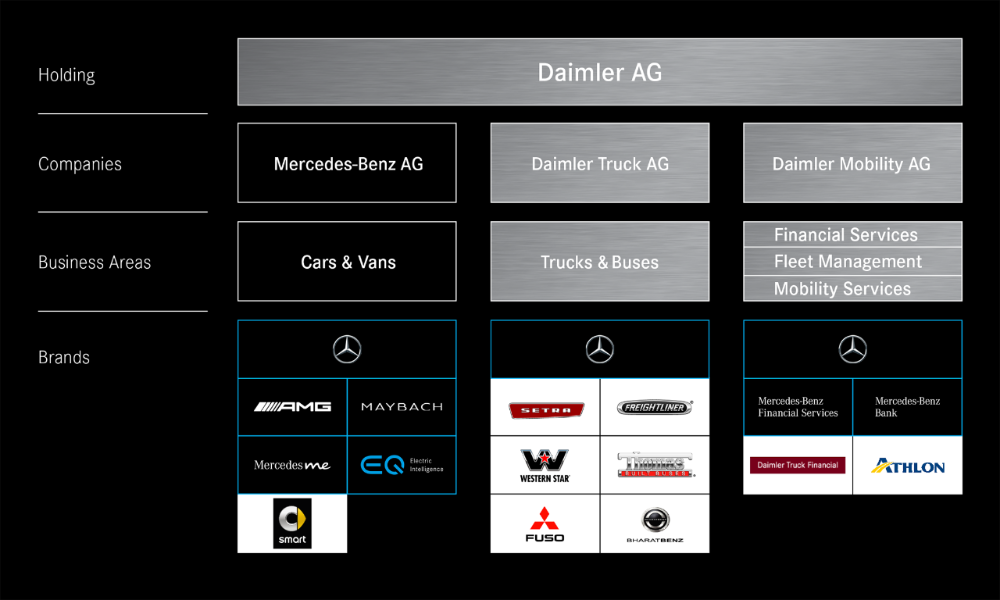 Holding
Daimler AG
Companies
Mercedes-Benz AG
Daimler Truck AG
Daimler Mobility AG
Business Areas
Cars & Vans
Trucks & Buses
Financial Services
Fleet Management
Mobility Services
Brands
AMG
MAYBACH
SETRA
FREIGHTLINER
Mercedes-Benz
Financial Services
Mercedes-Benz
Bank
Mercedes me
EQ Electric
Intelligence
WESTERN STAR
Thomas
BUILT BUSES
Daimler Truck Financial
ATHLON
smart
FUSO
BHARATBENZ